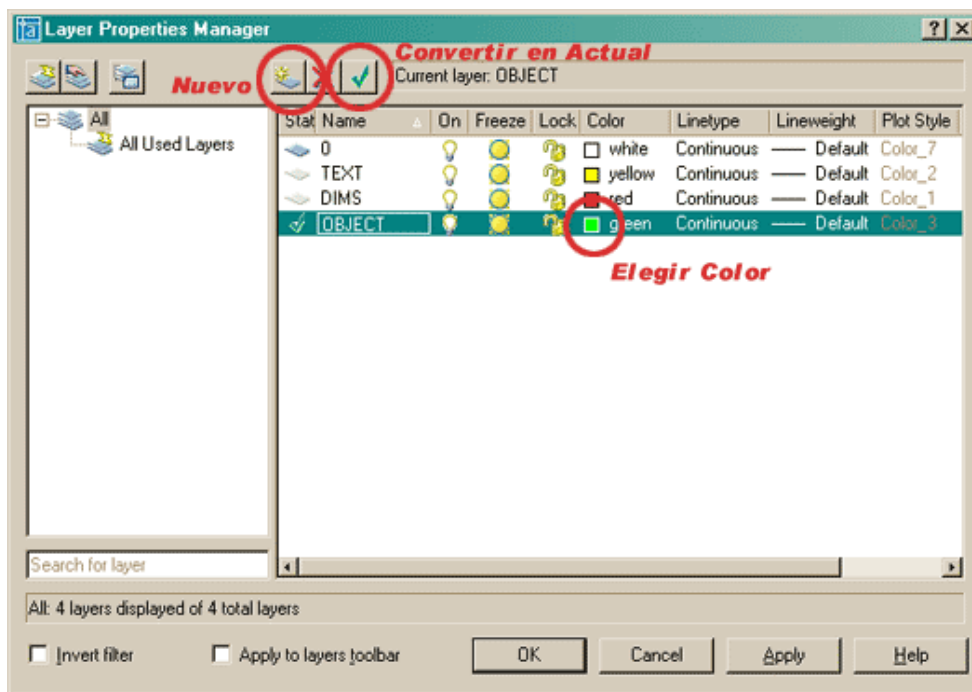 Layer Properties Manager
Convertir en Actual
Nuevo
Current layer: OBJECT
All
All Used Layers
Stat Name On Freeze Lock Color Linetype Lineweight Plot Style
0 white Continuous Default Color_7
TEXT yellow Continuous Default Color_2
DIMS red Continuous Default Color_1
OBJECT green Continuous Default Color_3
Elegir Color
Search for layer
All: 4 layers displayed of 4 total layers
Invert filter
Apply to layers toolbar
OK
Cancel
Apply
Help